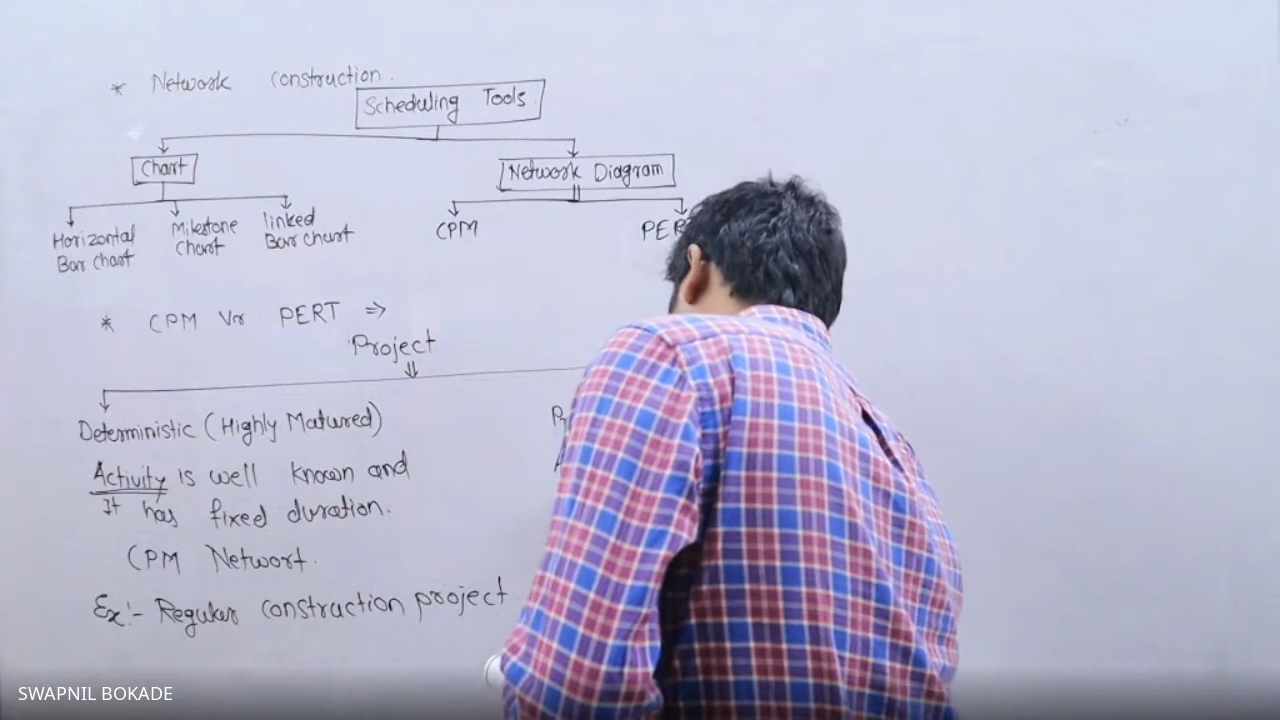 * Network construction.
Scheduling Tools.
Chart
Network Diagram
Horizontal
Bar chart
Milestone
Chart
linked
Bar chart
CPM
* CPM Vr PERT ⇒
Project
Deterministic (Highly Matured)
Activity is well known and
It has fixed duration.
CPM Networt.
Ex:- Regular construction project.
SWAPNIL BOKADE